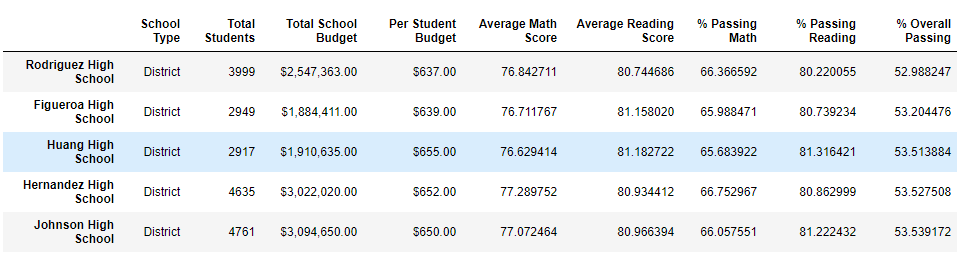 School Type Total Students Total School Budget Per Student Budget Average Math Score Average Reading Score % Passing Math % Passing Reading % Overall Passing
Rodriguez High School District 3999 $2,547,363.00 $637.00 76.842711 80.744686 66.366592 80.220055 52.988247
Figueroa High School District 2949 $1,884,411.00 $639.00 76.711767 81.158020 65.988471 80.739234 53.204476
Huang High School District 2917 $1,910,635.00 $655.00 76.629414 81.182722 65.683922 81.316421 53.513884
Hernandez High School District 4635 $3,022,020.00 $652.00 77.289752 80.934412 66.752967 80.862999 53.527508
Johnson High School District 4761 $3,094,650.00 $650.00 77.072464 80.966394 66.057551 81.222432 53.539172